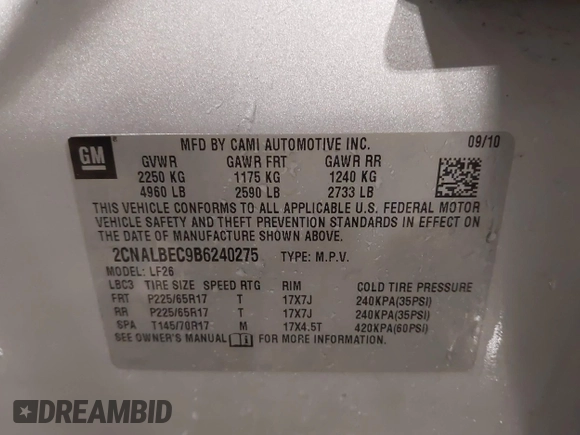 GM
MFD BY CAMI AUTOMOTIVE INC. 09/10
GVWR GAWR FRT GAWR RR
2250 KG 1175 KG 1240 KG
4960 LB 2590 LB 2733 LB
THIS VEHICLE CONFORMS TO ALL APPLICABLE U.S. FEDERAL MOTOR
VEHICLE SAFETY AND THEFT PREVENTION STANDARDS IN EFFECT ON
THE DATE OF MANUFACTURE SHOWN ABOVE.
2CNALBEC9B6240275 TYPE: M.P.V.
MODEL: LF26
LBC3 TIRE SIZE SPEED RTG RIM COLD TIRE PRESSURE
FRT P225/65R17 T 17X7J 240KPA(35PSI)
RR P225/65R17 T 17X7J 240KPA(35PSI)
SPA T145/70R17 M 17X4.5T 420KPA(60PSI)
SEE OWNER'S MANUAL FOR MORE INFORMATION.
DREAMBID